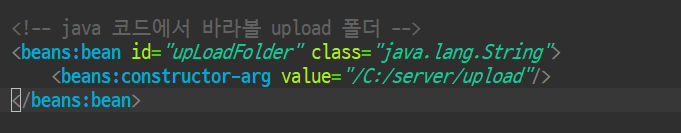 <!-- java 코드에서 바라볼 upload 폴더 -->
<beans:bean id="upLoadFolder" class="java.lang.String">
<beans:constructor-arg value="/C:/server/upload"/>
</beans:bean>